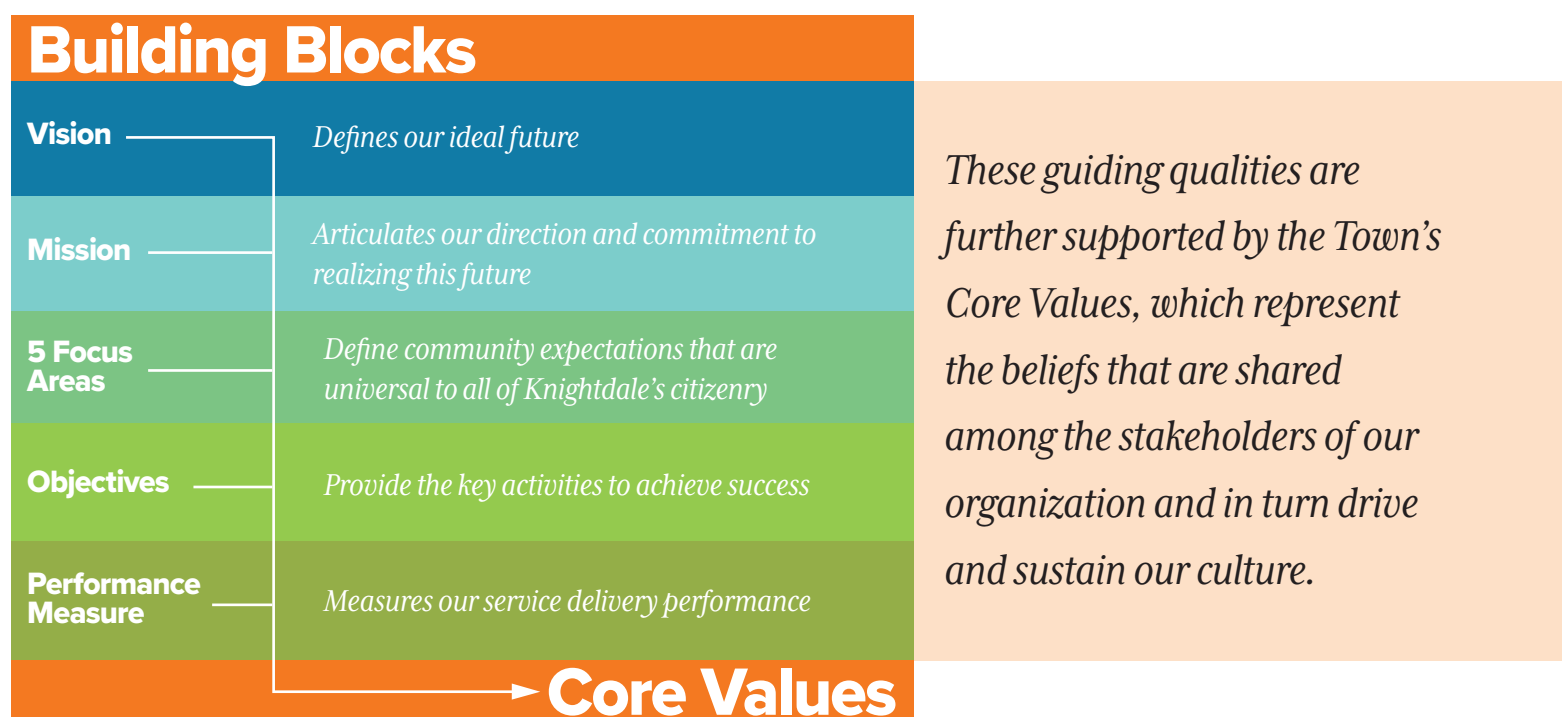 Building Blocks
Vision
Defines our ideal future
Mission
Articulates our direction and commitment to
realizing this future
5 Focus
Areas
Define community expectations that are
universal to all of Knightdale's citizenry
Objectives
Provide the key activities to achieve success
Performance
Measure
Measures our service delivery performance
Core Values
These guiding qualities are
further supported by the Town's
Core Values, which represent
the beliefs that are shared
among the stakeholders of our
organization and in turn drive
and sustain our culture.